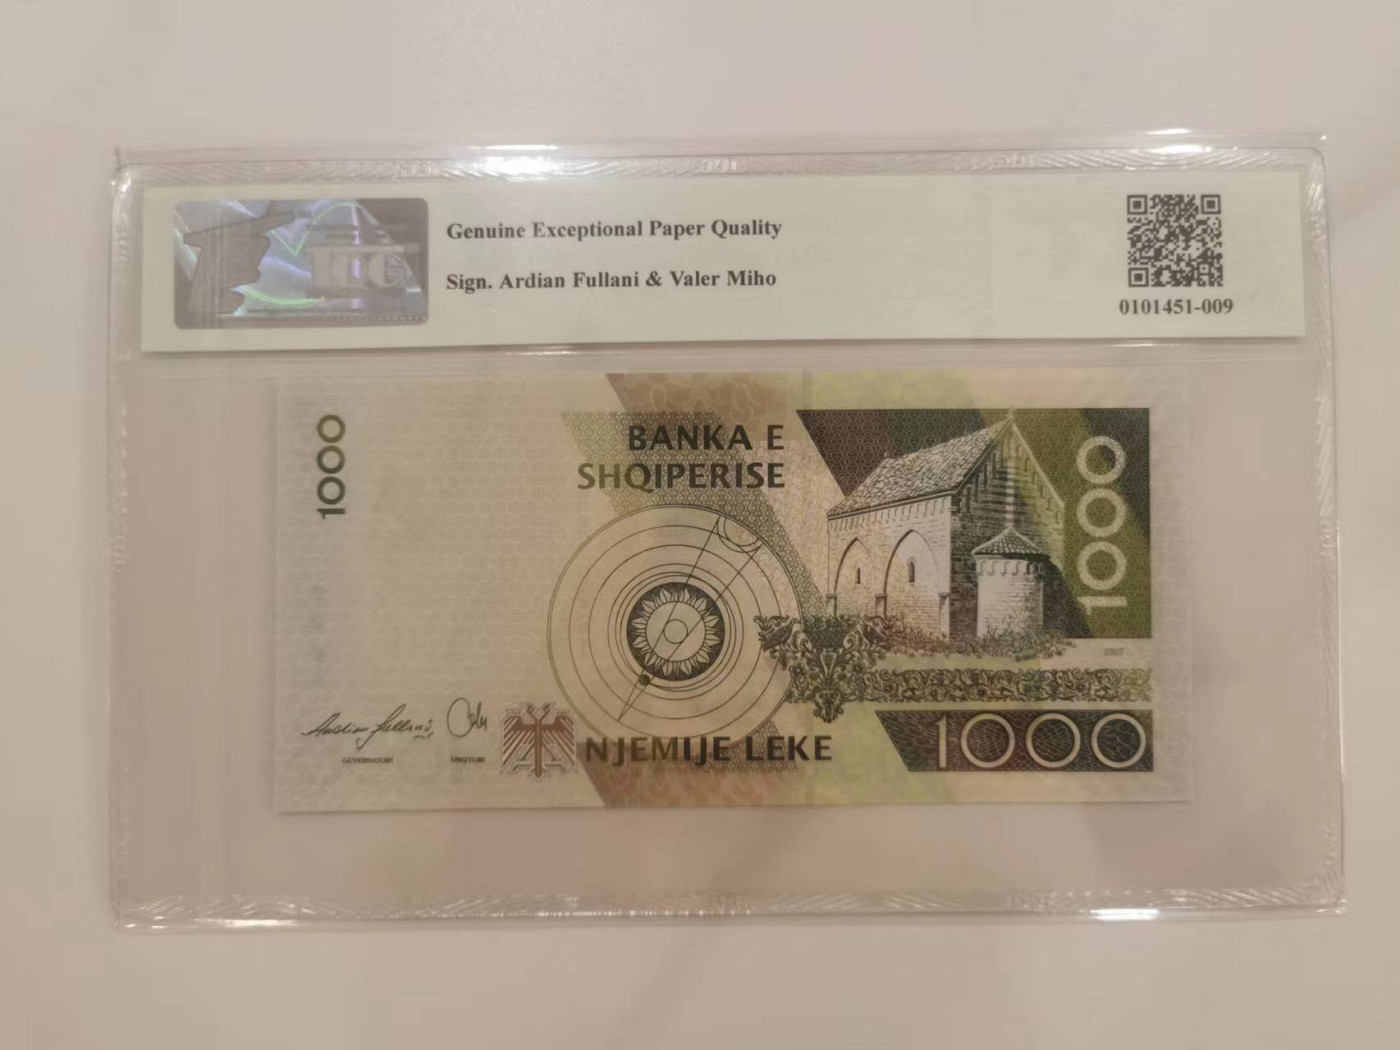 Genuine Exceptional Paper Quality
Sign. Ardian Fullani & Valer Miho
0101451-009
1000
BANKA E
SHQIPERISE
1000
2007
NJEMIJE LEKE
1000